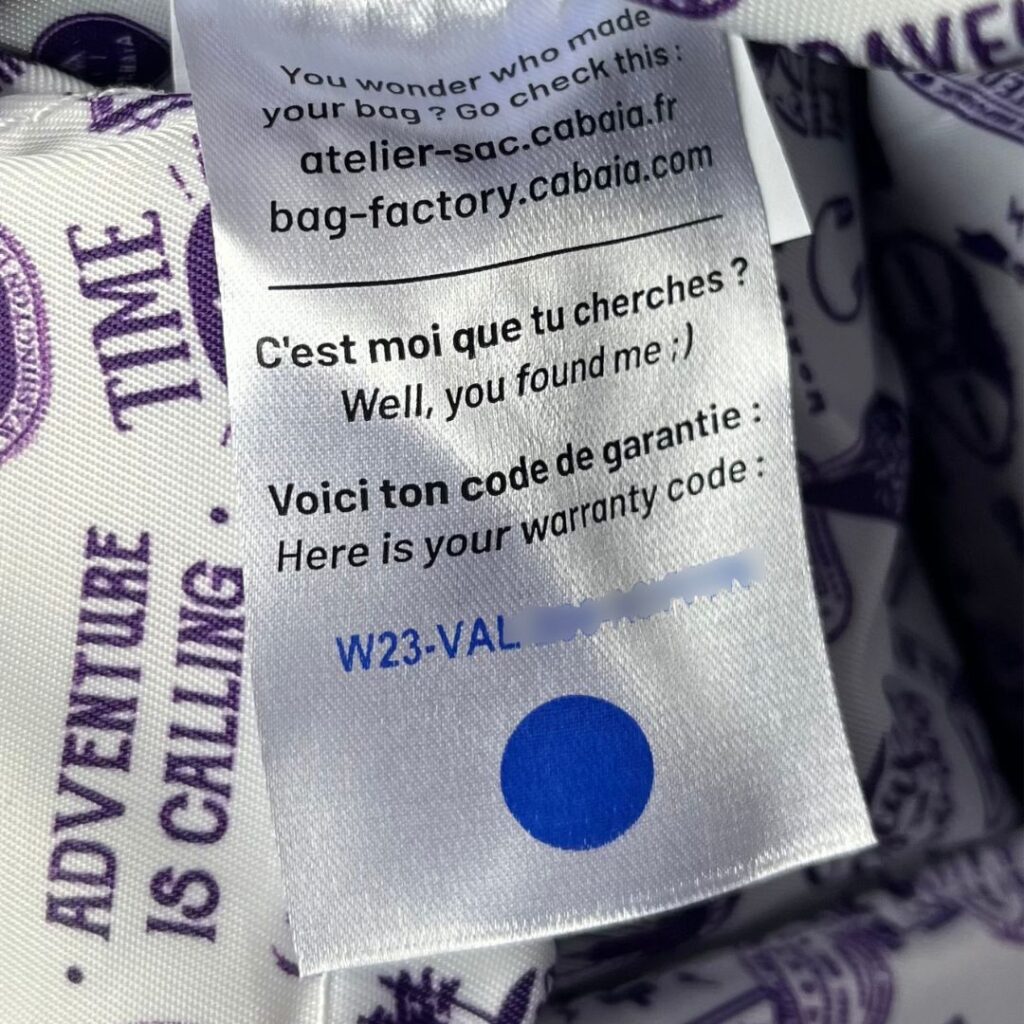 You wonder who made
your bag ? Go check this :
atelier-sac.cabaia.fr
bag-factory.cabaia.com
C'est moi que tu cherches ?
Well, you found me ;)
Voici ton code de garantie :
Here is your warranty code :
W23-VAL
TIME
• ADVENTURE
IS CALLING •
WASHINGTON